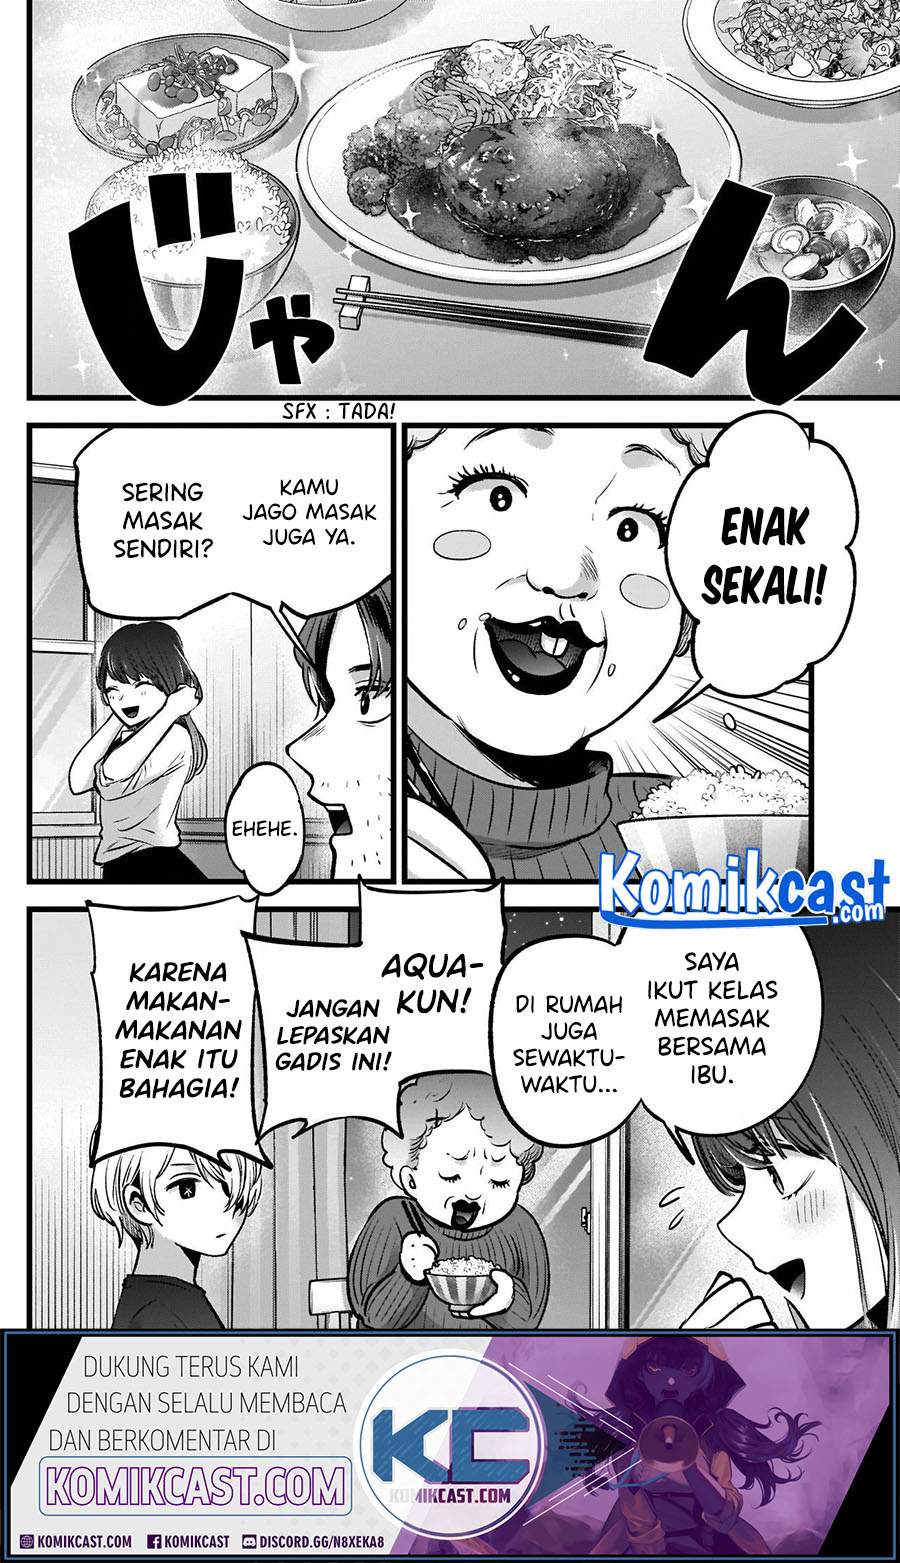 じゃん
SFX : TADA!
ENAK
SEKALI!
KAMU
JAGO MASAK
JUGA YA.
SERING
MASAK
SENDIRI?
EHEHE.
Komikcast
.com
SAYA
IKUT KELAS
MEMASAK
BERSAMA
IBU.
DI RUMAH
JUGA
SEWAKTU-
WAKTU...
AQUA-
KUN!
JANGAN
LEPASKAN
GADIS INI!
KARENA
MAKAN-
MAKANAN
ENAK ITU
BAHAGIA!
DUKUNG TERUS KAMI
DENGAN SELALU MEMBACA
DAN BERKOMENTAR DI
KOMIKCAST.COM
KC
KOMIKCAST.COM
KOMIKCAST.COM KOMIKCAST.COM DISCORD.GG/N8XEKA8